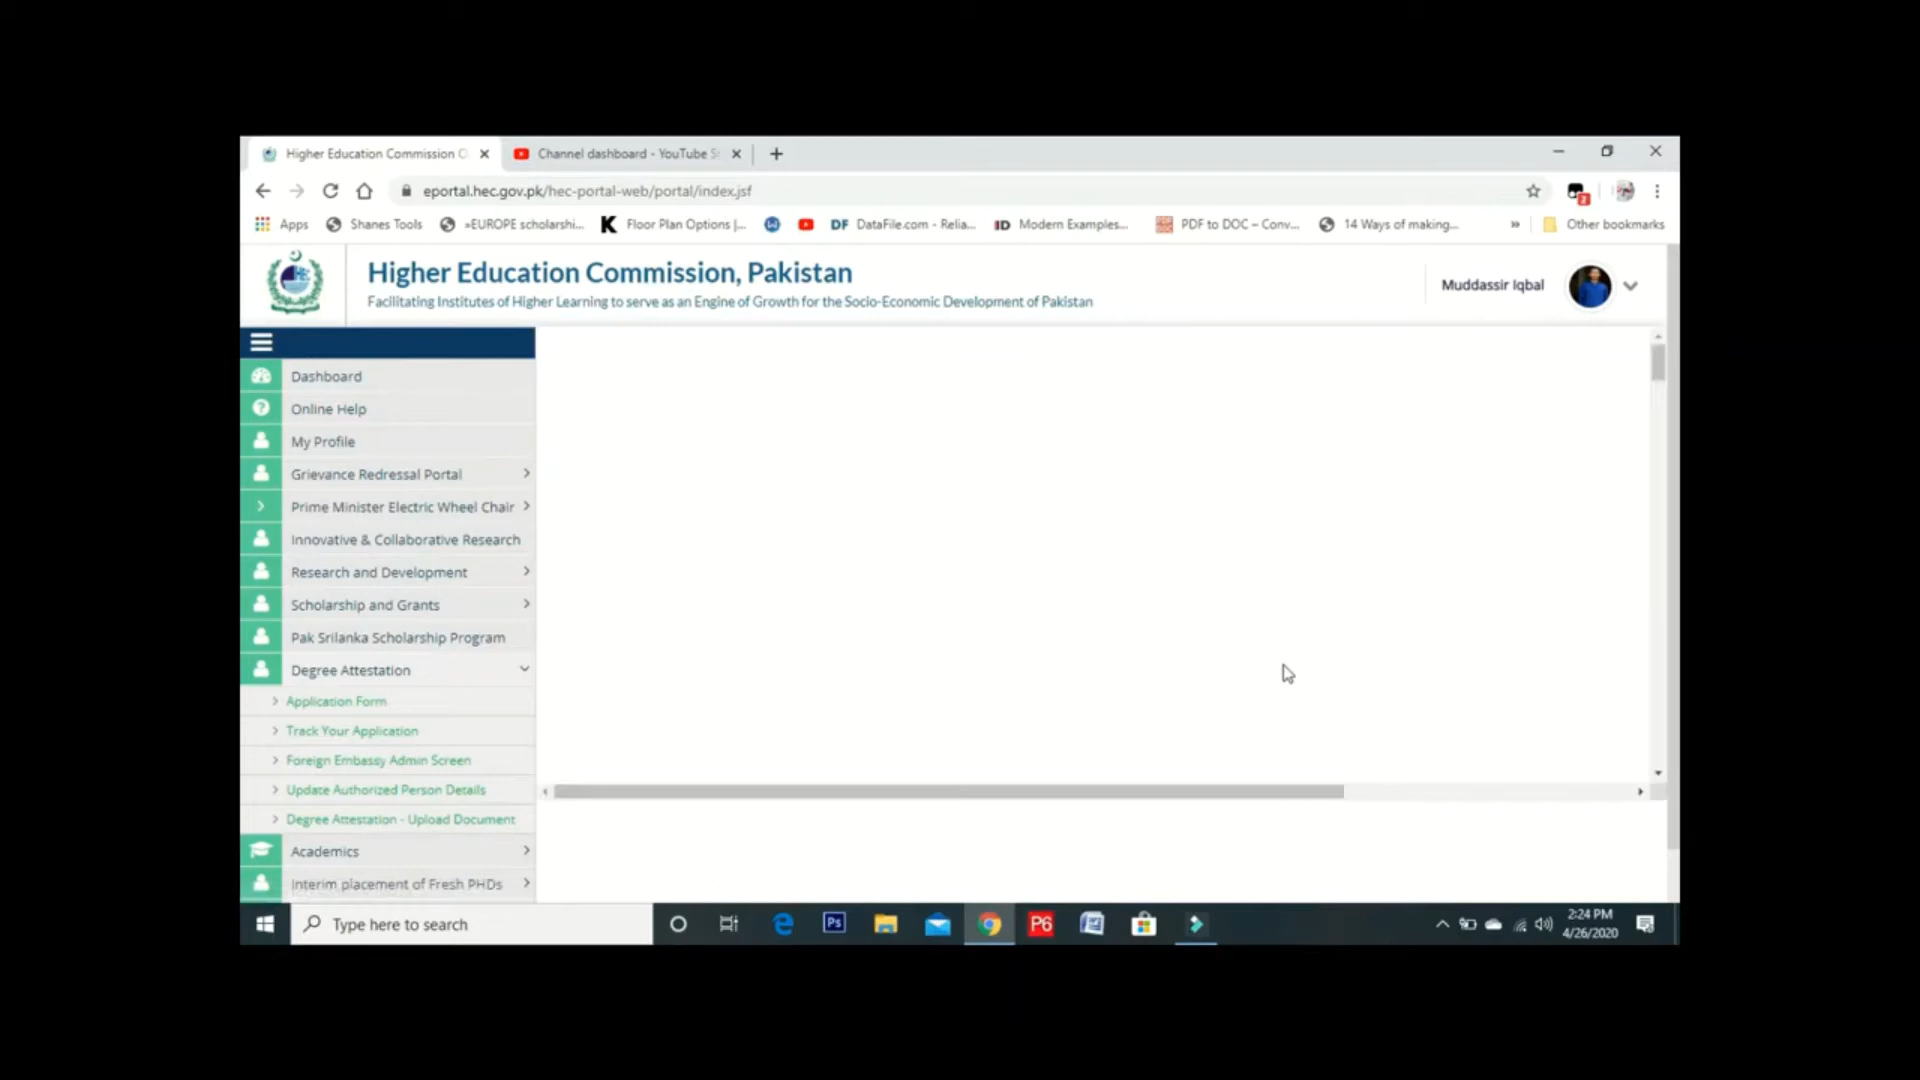 Higher Education Commission O
Channel dashboard - YouTube S
eportal.hec.gov.pk/hec-portal-web/portal/index.jsf
Apps Shanes Tools »EUROPE scholarshi... K Floor Plan Options |... DF DataFile.com - Relia... ID Modern Examples... PDF to DOC – Conv... 14 Ways of making... » Other bookmarks
Higher Education Commission, Pakistan
Facilitating Institutes of Higher Learning to serve as an Engine of Growth for the Socio-Economic Development of Pakistan
Muddassir Iqbal
Dashboard
Online Help
My Profile
Grievance Redressal Portal
Prime Minister Electric Wheel Chair
Innovative & Collaborative Research
Research and Development
Scholarship and Grants
Pak Srilanka Scholarship Program
Degree Attestation
Application Form
Track Your Application
Foreign Embassy Admin Screen
Update Authorized Person Details
Degree Attestation - Upload Document
Academics
Interim placement of Fresh PHDs
Type here to search
Ps
P6
2:24 PM
4/26/2020